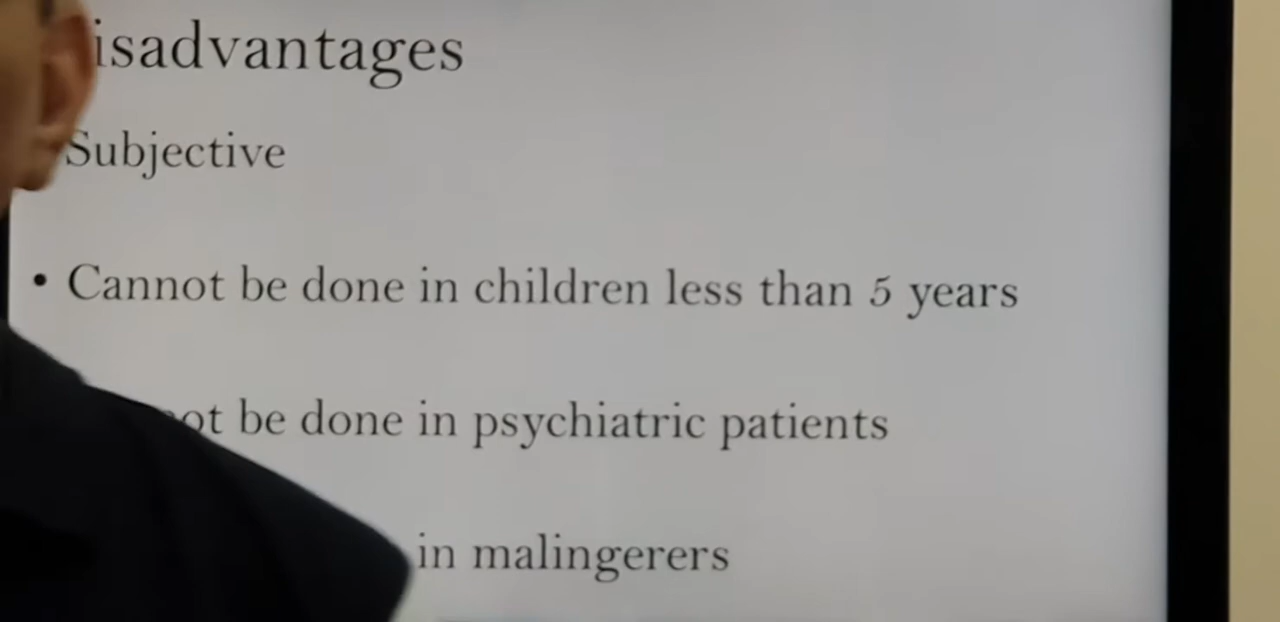 isadvantages
Subjective
• Cannot be done in children less than 5 years
ot be done in psychiatric patients
in malingerers